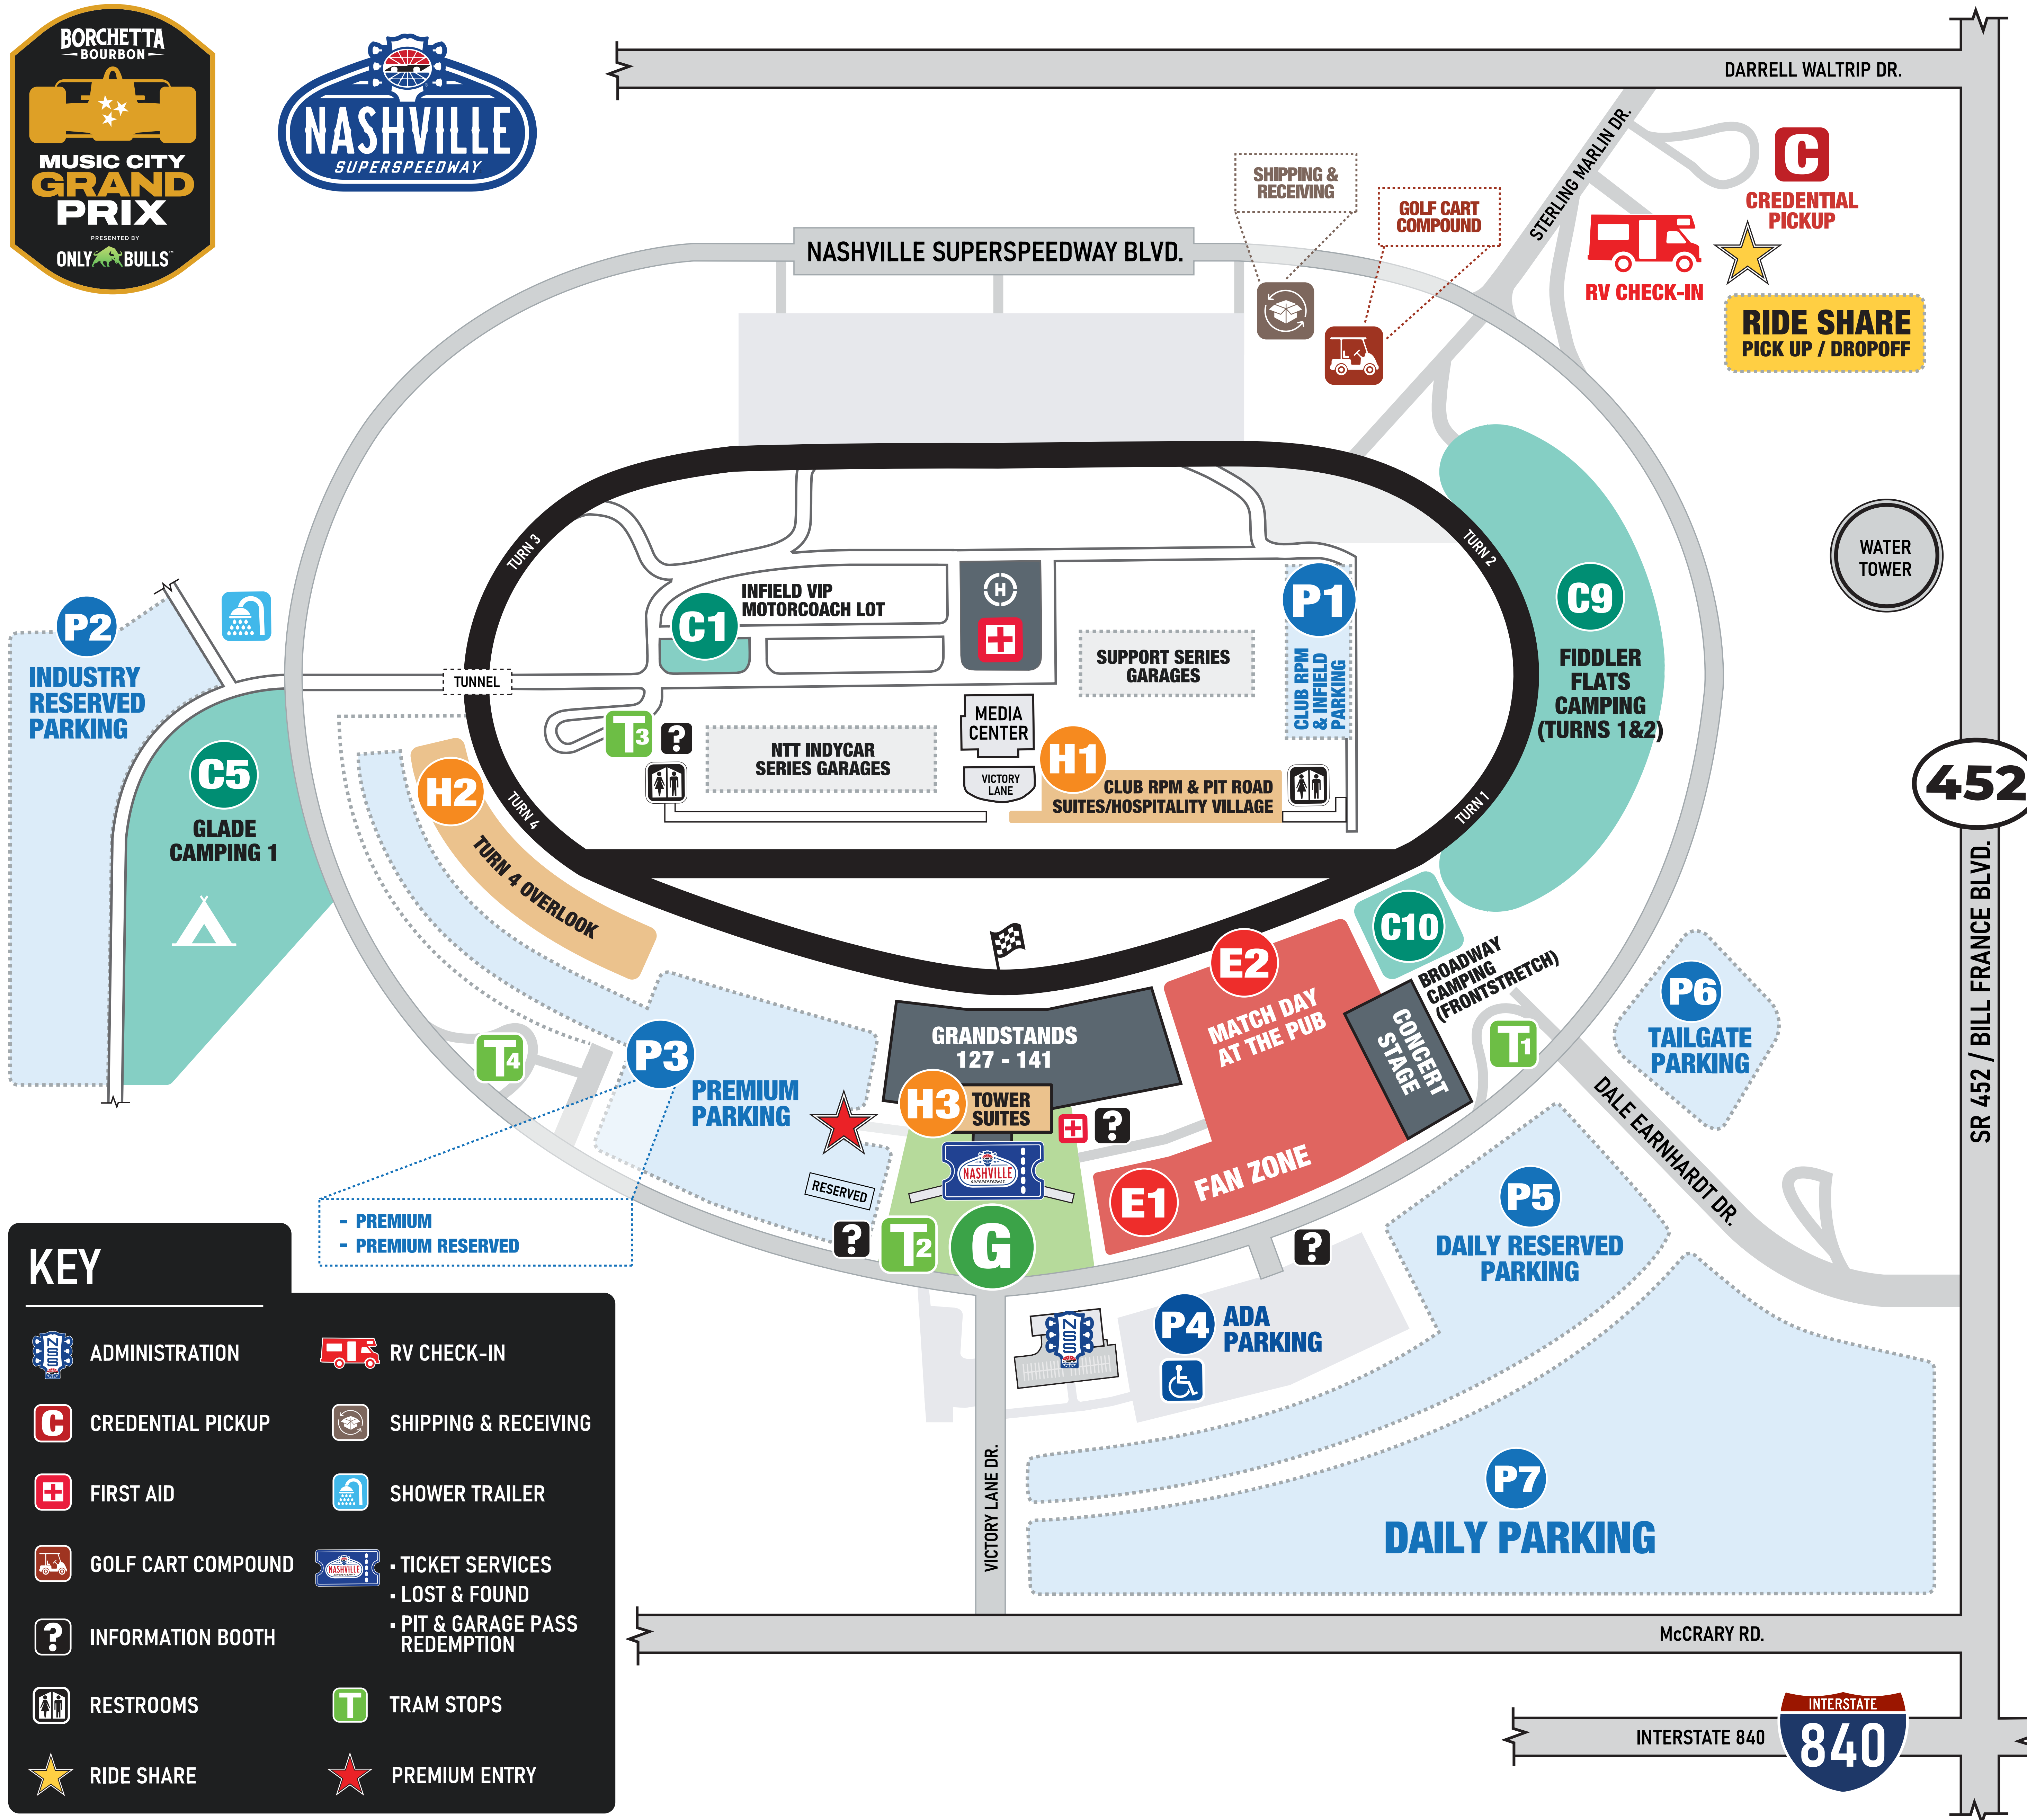 BORCHETTA
BOURBON
MUSIC CITY
GRAND
PRIX
PRESENTED BY
ONLY BULLS™
NASHVILLE
SUPERSPEEDWAY
DARRELL WALTRIP DR.
STERLING MARLIN DR.
C
CREDENTIAL
PICKUP
SHIPPING &
RECEIVING
GOLF CART
COMPOUND
NASHVILLE SUPERSPEEDWAY BLVD.
RV CHECK-IN
RIDE SHARE
PICK UP / DROPOFF
TURN 3
TURN 2
WATER
TOWER
P2
INDUSTRY
RESERVED
PARKING
C1
INFIELD VIP
MOTORCOACH LOT
H
P1
CLUB RPM
& INFIELD
PARKING
SUPPORT SERIES
GARAGES
C9
FIDDLER
FLATS
CAMPING
(TURNS 1&2)
TUNNEL
T3
?
NTT INDYCAR
SERIES GARAGES
MEDIA
CENTER
VICTORY
LANE
H1
CLUB RPM & PIT ROAD
SUITES/HOSPITALITY VILLAGE
C5
GLADE
CAMPING 1
H2
TURN 4
TURN 4 OVERLOOK
TURN 1
452
SR 452 / BILL FRANCE BLVD.
C10
BROADWAY
CAMPING
(FRONTSTRETCH)
E2
MATCH DAY
AT THE PUB
CONCERT
STAGE
P6
TAILGATE
PARKING
T1
GRANDSTANDS
127 - 141
T4
P3
PREMIUM
PARKING
H3
TOWER
SUITES
?
NASHVILLE
SUPERSPEEDWAY
RESERVED
DALE EARNHARDT DR.
E1
FAN ZONE
P5
DAILY RESERVED
PARKING
- PREMIUM
- PREMIUM RESERVED
?
T2
G
?
NSS
P4
ADA
PARKING
VICTORY LANE DR.
P7
DAILY PARKING
McCRARY RD.
INTERSTATE 840
INTERSTATE
840
KEY
NSS
ADMINISTRATION
C
CREDENTIAL PICKUP
FIRST AID
GOLF CART COMPOUND
?
INFORMATION BOOTH
RESTROOMS
RIDE SHARE
RV CHECK-IN
SHIPPING & RECEIVING
SHOWER TRAILER
NASHVILLE
▪ TICKET SERVICES
▪ LOST & FOUND
▪ PIT & GARAGE PASS
REDEMPTION
T
TRAM STOPS
PREMIUM ENTRY